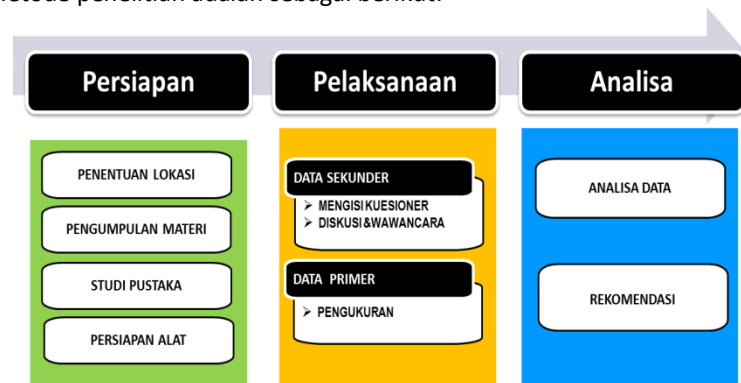 metode penelitian adalah sebagai berikut:
Persiapan
Pelaksanaan
Analisa
PENENTUAN LOKASI
PENGUMPULAN MATERI
STUDI PUSTAKA
PERSIAPAN ALAT
DATA SEKUNDER
➢ MENGISI KUESIONER
➢ DISKUSI &WAWANCARA
DATA PRIMER
➢ PENGUKURAN
ANALISA DATA
REKOMENDASI